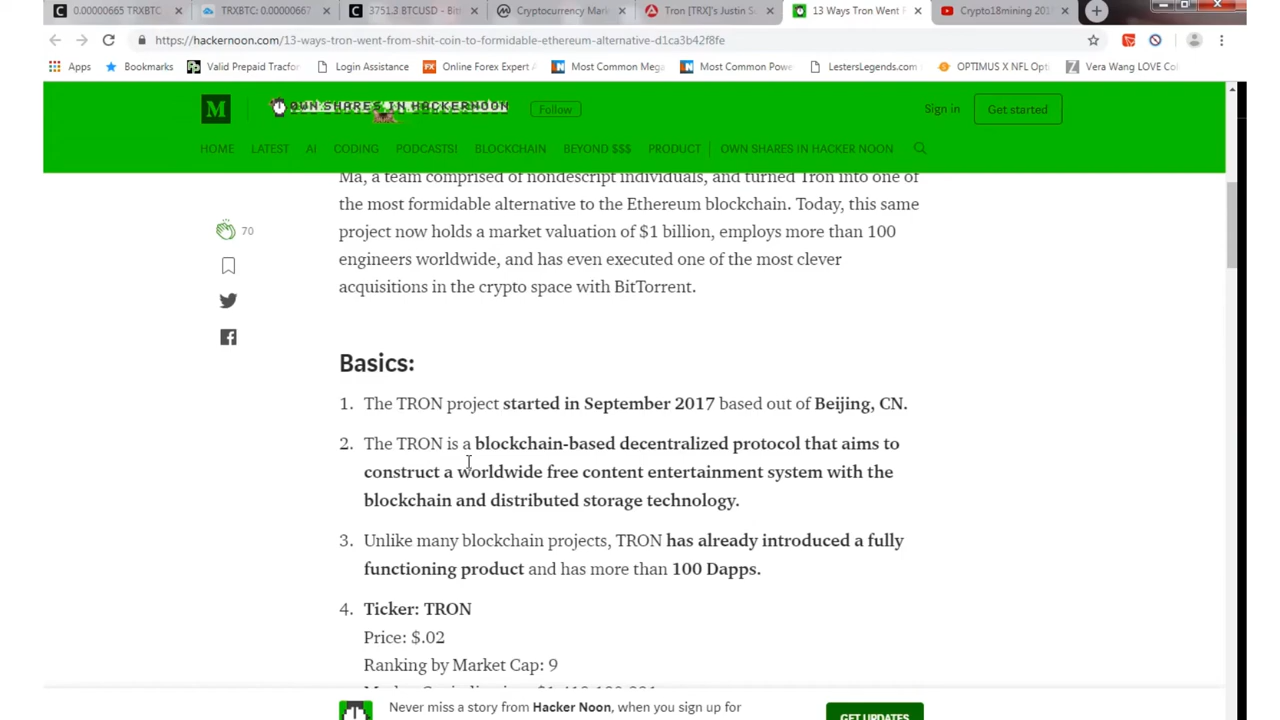 0.00000665 TRXBTC
TRXBTC: 0.00000667
3751.3 BTCUSD - Bit
Cryptocurrency Mark
Tron [TRX]'s Justin S
13 Ways Tron Went F
Crypto18mining 201
https://hackernoon.com/13-ways-tron-went-from-shit-coin-to-formidable-ethereum-alternative-d1ca3b42f8fe
Apps
Bookmarks
Valid Prepaid Tracfor
Login Assistance
Online Forex Expert A
Most Common Mega
Most Common Powe
LestersLegends.com
OPTIMUS X NFL Opti
Vera Wang LOVE Col
OWN SHARES IN HACKERNOON
Follow
Sign in
Get started
HOME
LATEST
AI
CODING
PODCASTS!
BLOCKCHAIN
BEYOND $$$
PRODUCT
OWN SHARES IN HACKER NOON
Ma, a team comprised of nondescript individuals, and turned Tron into one of
the most formidable alternative to the Ethereum blockchain. Today, this same
project now holds a market valuation of $1 billion, employs more than 100
engineers worldwide, and has even executed one of the most clever
acquisitions in the crypto space with BitTorrent.
70
Basics:
1. The TRON project started in September 2017 based out of Beijing, CN.
2. The TRON is a blockchain-based decentralized protocol that aims to
construct a worldwide free content entertainment system with the
blockchain and distributed storage technology.
3. Unlike many blockchain projects, TRON has already introduced a fully
functioning product and has more than 100 Dapps.
4. Ticker: TRON
Price: $.02
Ranking by Market Cap: 9
Never miss a story from Hacker Noon, when you sign up for
GET UPDATES